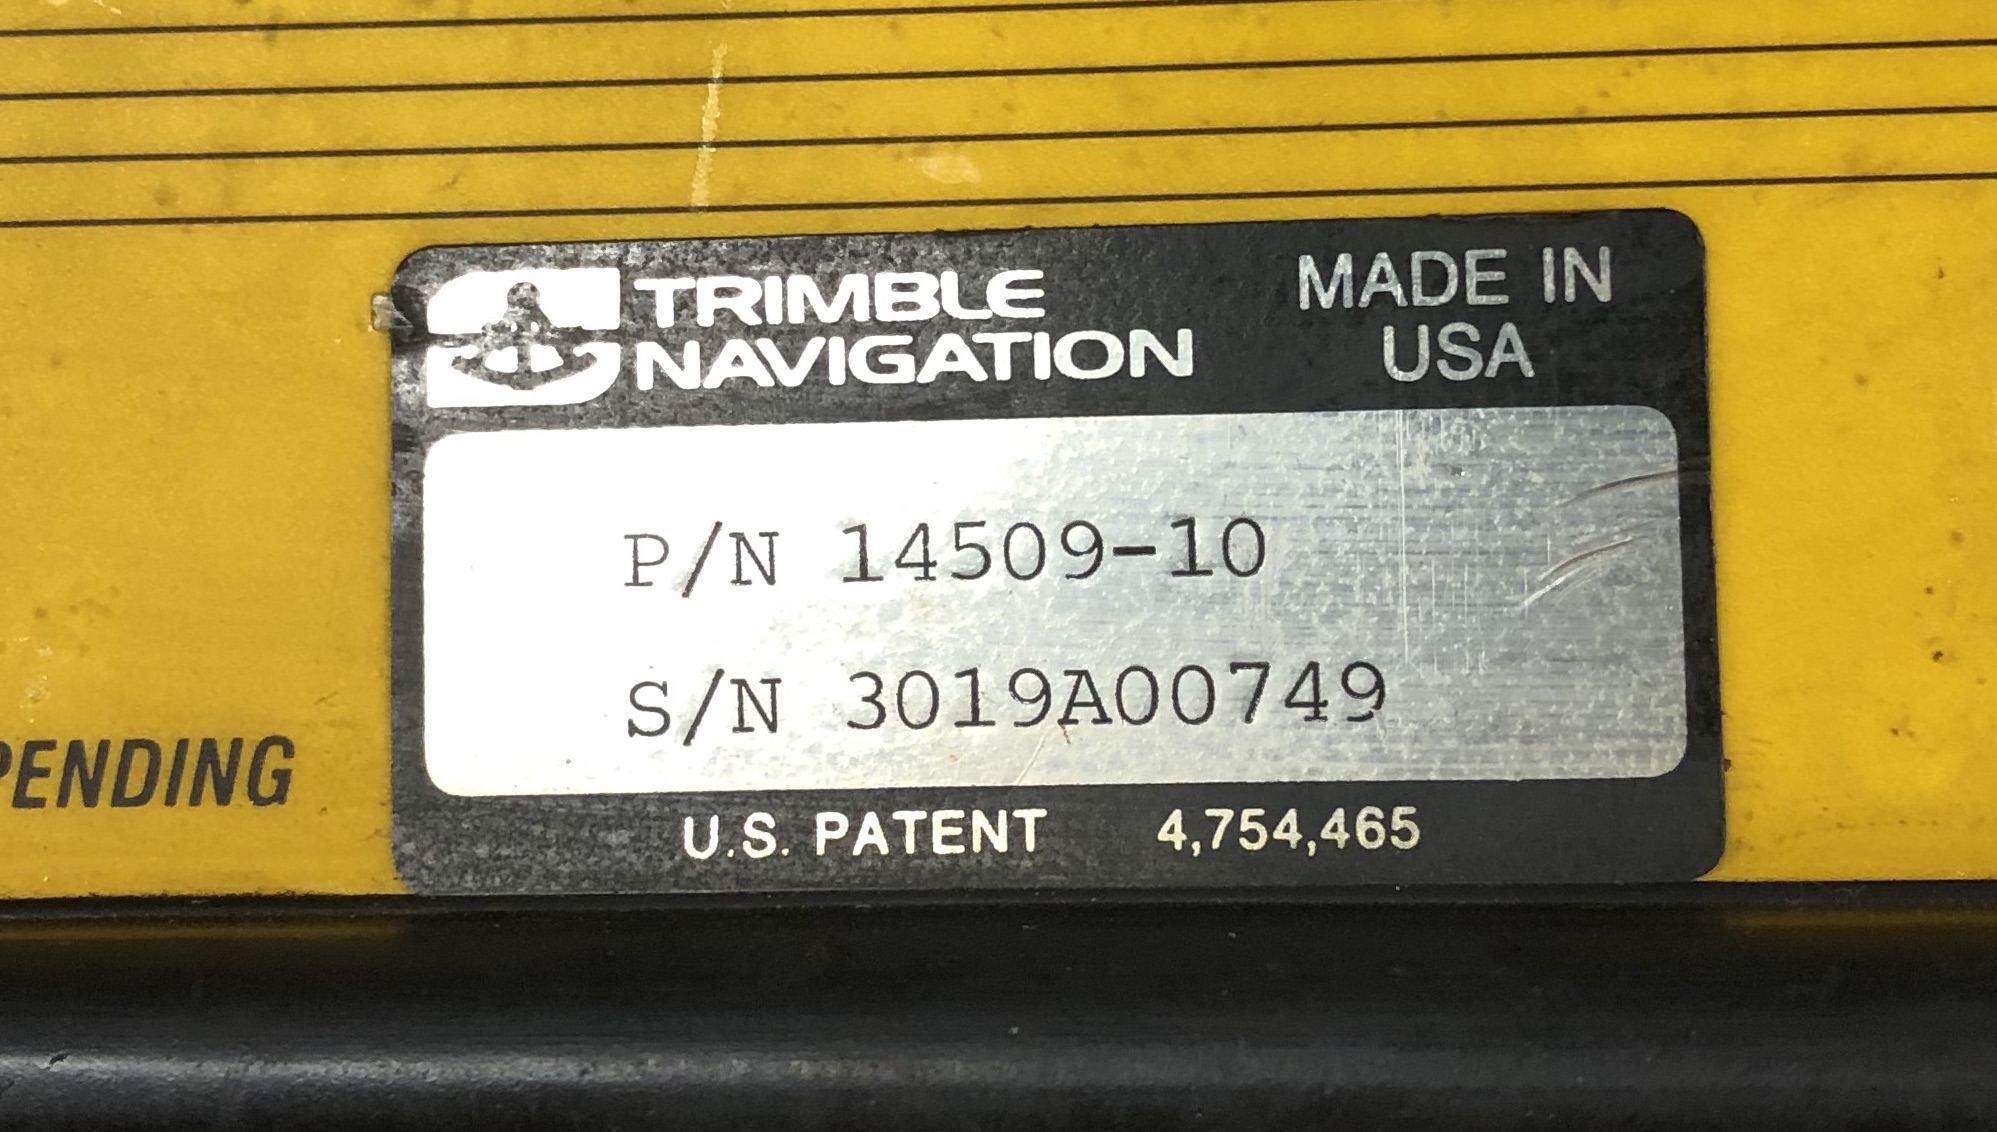 TRIMBLE
NAVIGATION
MADE IN
USA
P/N 14509-10
S/N 3019A00749
PENDING
U.S. PATENT 4,754,465